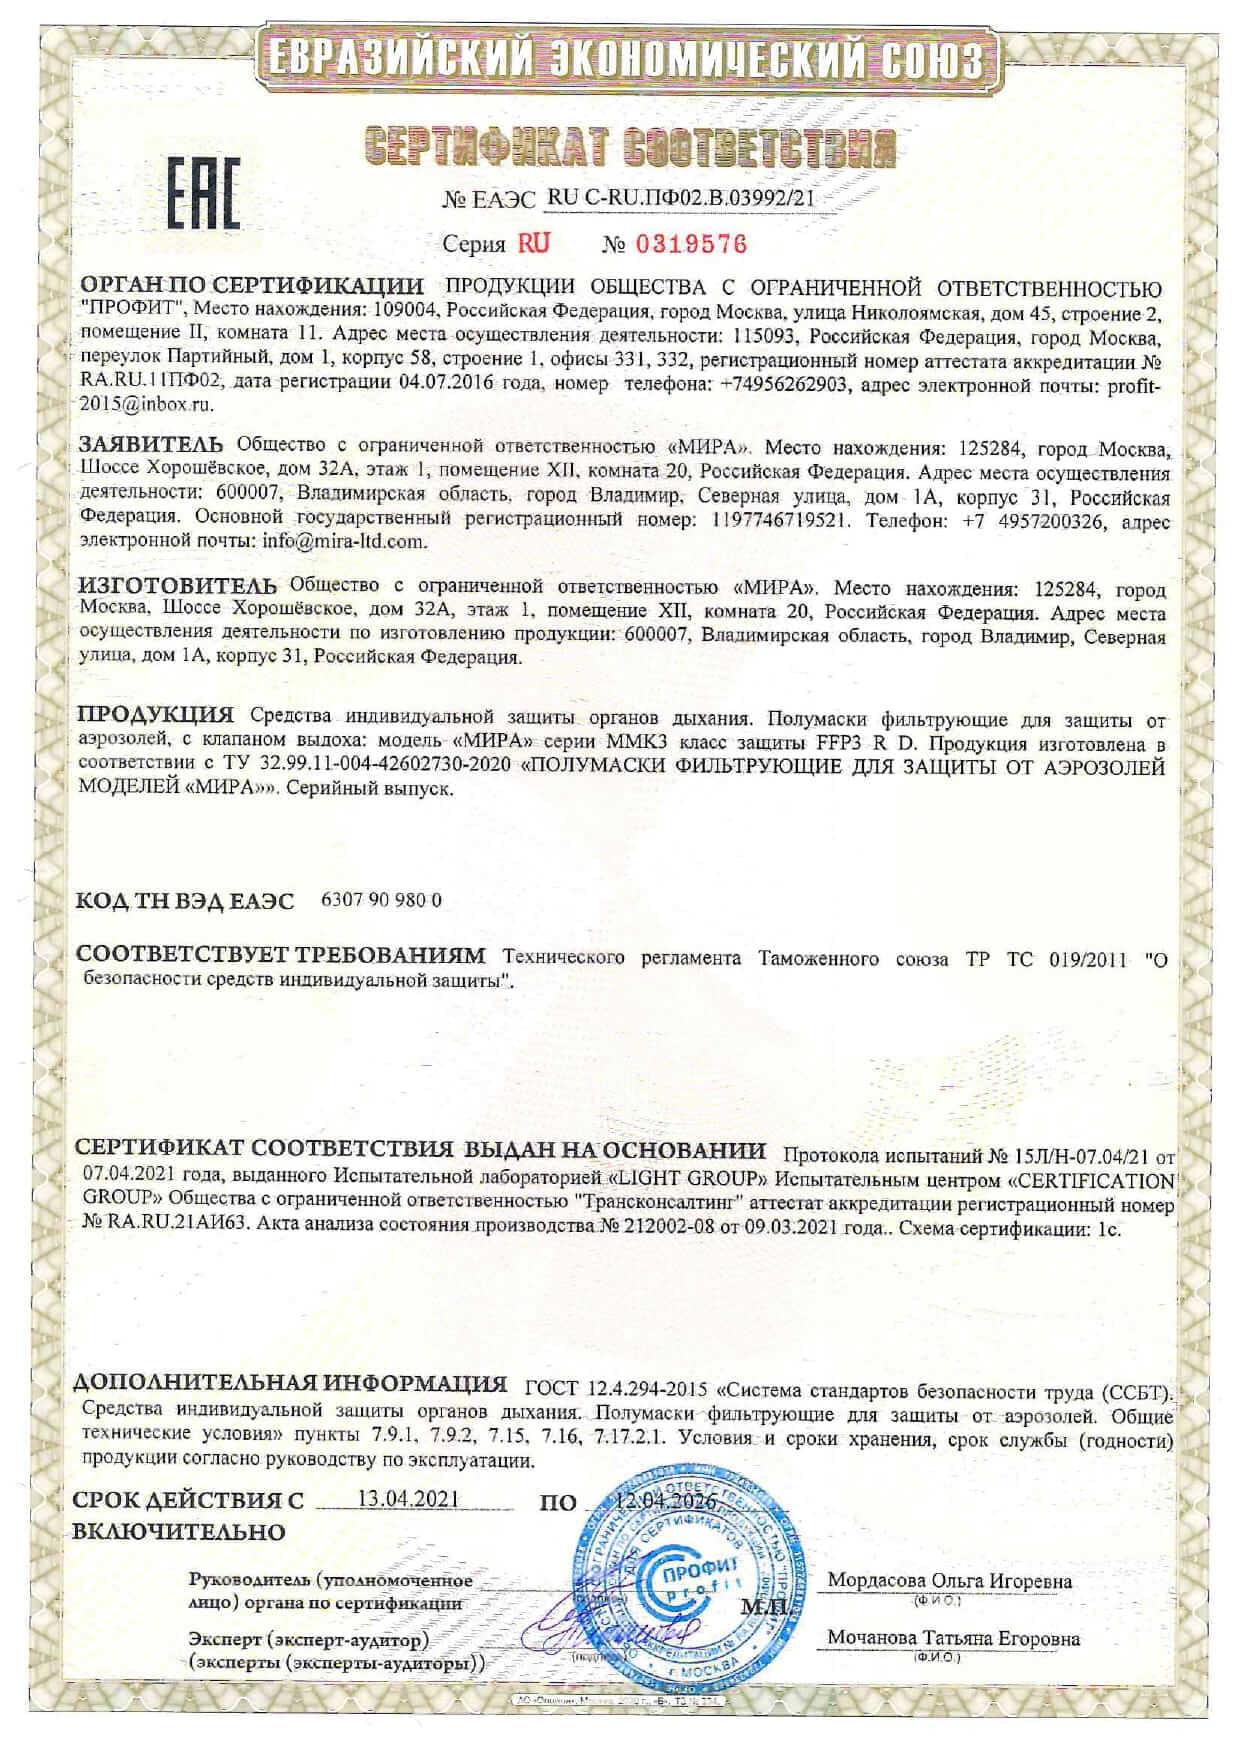 ЕВРАЗИЙСКИЙ ЭКОНОМИЧЕСКИЙ СОЮЗ
СЕРТИФИКАТ СООТВЕТСТВИЯ
EAC
№ ЕАЭС RU C-RU.ПФ02.В.03992/21
Серия RU № 0319576
ОРГАН ПО СЕРТИФИКАЦИИ ПРОДУКЦИИ ОБЩЕСТВА С ОГРАНИЧЕННОЙ ОТВЕТСТВЕННОСТЬЮ
"ПРОФИТ", Место нахождения: 109004, Российская Федерация, город Москва, улица Николоямская, дом 45, строение 2,
помещение II, комната 11. Адрес места осуществления деятельности: 115093, Российская Федерация, город Москва,
переулок Партийный, дом 1, корпус 58, строение 1, офисы 331, 332, регистрационный номер аттестата аккредитации №
RA.RU.11ПФ02, дата регистрации 04.07.2016 года, номер телефона: +74956262903, адрес электронной почты: profit-
2015@inbox.ru.
ЗАЯВИТЕЛЬ Общество с ограниченной ответственностью «МИРА». Место нахождения: 125284, город Москва,
Шоссе Хорошёвское, дом 32А, этаж 1, помещение XII, комната 20, Российская Федерация. Адрес места осуществления
деятельности: 600007, Владимирская область, город Владимир, Северная улица, дом 1А, корпус 31, Российская
Федерация. Основной государственный регистрационный номер: 1197746719521. Телефон: +7 4957200326, адрес
электронной почты: info@mira-ltd.com.
ИЗГОТОВИТЕЛЬ Общество с ограниченной ответственностью «МИРА». Место нахождения: 125284, город
Москва, Шоссе Хорошёвское, дом 32А, этаж 1, помещение XII, комната 20, Российская Федерация. Адрес места
осуществления деятельности по изготовлению продукции: 600007, Владимирская область, город Владимир, Северная
улица, дом 1А, корпус 31, Российская Федерация.
ПРОДУКЦИЯ Средства индивидуальной защиты органов дыхания. Полумаски фильтрующие для защиты от
аэрозолей, с клапаном выдоха: модель «МИРА» серии ММК3 класс защиты FFP3 R D. Продукция изготовлена в
соответствии с ТУ 32.99.11-004-42602730-2020 «ПОЛУМАСКИ ФИЛЬТРУЮЩИЕ ДЛЯ ЗАЩИТЫ ОТ АЭРОЗОЛЕЙ
МОДЕЛЕЙ «МИРА»». Серийный выпуск.
КОД ТН ВЭД ЕАЭС 6307 90 980 0
СООТВЕТСТВУЕТ ТРЕБОВАНИЯМ Технического регламента Таможенного союза ТР ТС 019/2011 "О
безопасности средств индивидуальной защиты".
СЕРТИФИКАТ СООТВЕТСТВИЯ ВЫДАН НА ОСНОВАНИИ Протокола испытаний № 15Л/Н-07.04/21 от
07.04.2021 года, выданного Испытательной лабораторией «LIGHT GROUP» Испытательным центром «CERTIFICATION
GROUP» Общества с ограниченной ответственностью "Трансконсалтинг" аттестат аккредитации регистрационный номер
№ RA.RU.21АИ63. Акта анализа состояния производства № 212002-08 от 09.03.2021 года.. Схема сертификации: 1с.
ДОПОЛНИТЕЛЬНАЯ ИНФОРМАЦИЯ ГОСТ 12.4.294-2015 «Система стандартов безопасности труда (ССБТ).
Средства индивидуальной защиты органов дыхания. Полумаски фильтрующие для защиты от аэрозолей. Общие
технические условия» пункты 7.9.1, 7.9.2, 7.15, 7.16, 7.17.2.1. Условия и сроки хранения, срок службы (годности)
продукции согласно руководству по эксплуатации.
СРОК ДЕЙСТВИЯ С 13.04.2021 ПО 12.04.2026
ВКЛЮЧИТЕЛЬНО
Руководитель (уполномоченное
лицо) органа по сертификации
Мордасова Ольга Игоревна
(Ф.И.О.)
М.П.
Эксперт (эксперт-аудитор)
(эксперты (эксперты-аудиторы))
Мочанова Татьяна Егоровна
(Ф.И.О.)
ПРОФИТ
profit
ДЛЯ СЕРТИФИКАТОВ
г. МОСКВА